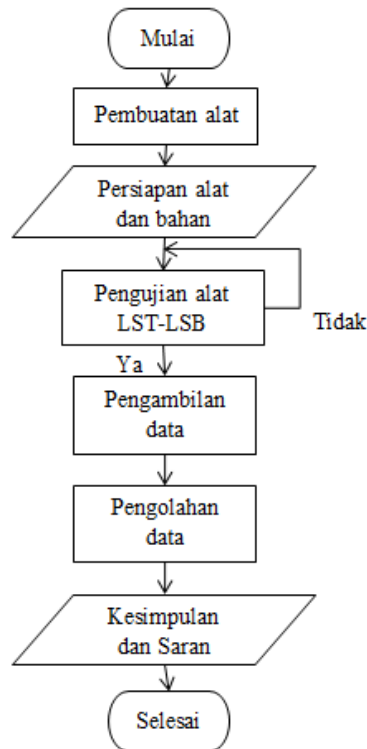 Mulai
Pembuatan alat
Persiapan alat
dan bahan
Pengujian alat
LST-LSB
Tidak
Ya
Pengambilan
data
Pengolahan
data
Kesimpulan
dan Saran
Selesai